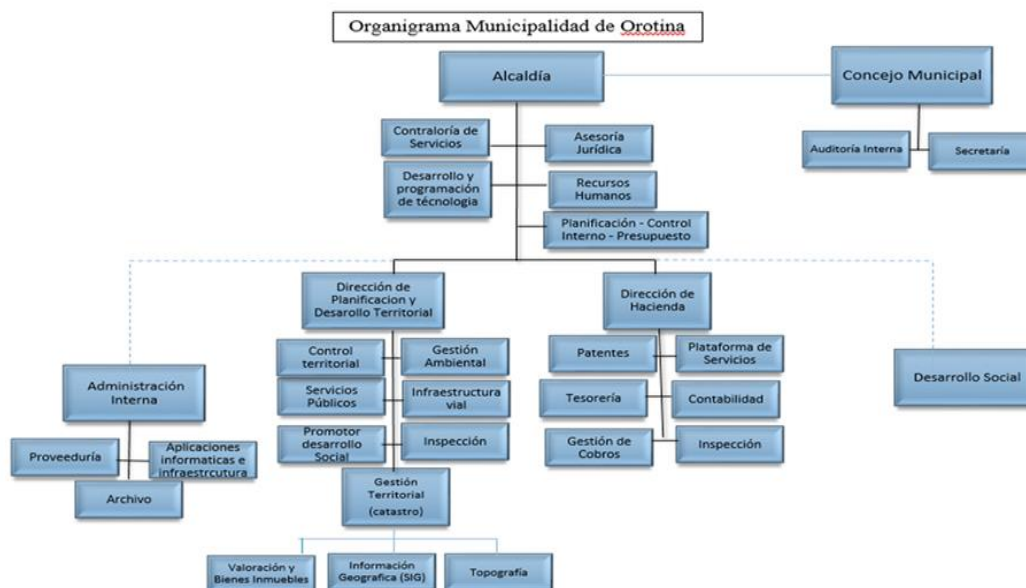 Organigrama Municipalidad de Orotina
Alcaldía
Concejo Municipal
Contraloría de
Servicios
Asesoría
Jurídica
Auditoría Interna
Secretaría
Desarrollo y
programación
de técnologia
Recursos
Humanos
Planificación - Control
Interno - Presupuesto
Dirección de
Planificacion y
Desarollo Territorial
Dirección de
Hacienda
Control
territorial
Gestión
Ambiental
Patentes
Plataforma de
Servicios
Administración
Interna
Desarrollo Social
Servicios
Públicos
Infraestructura
vial
Tesorería
Contabilidad
Promotor
desarrollo
Social
Inspección
Gestión de
Cobros
Inspección
Proveeduría
Aplicaciones
informaticas e
infraestrcutura
Archivo
Gestión
Territorial
(catastro)
Valoración y
Bienes Inmuebles
Información
Geografica (SIG)
Topografía